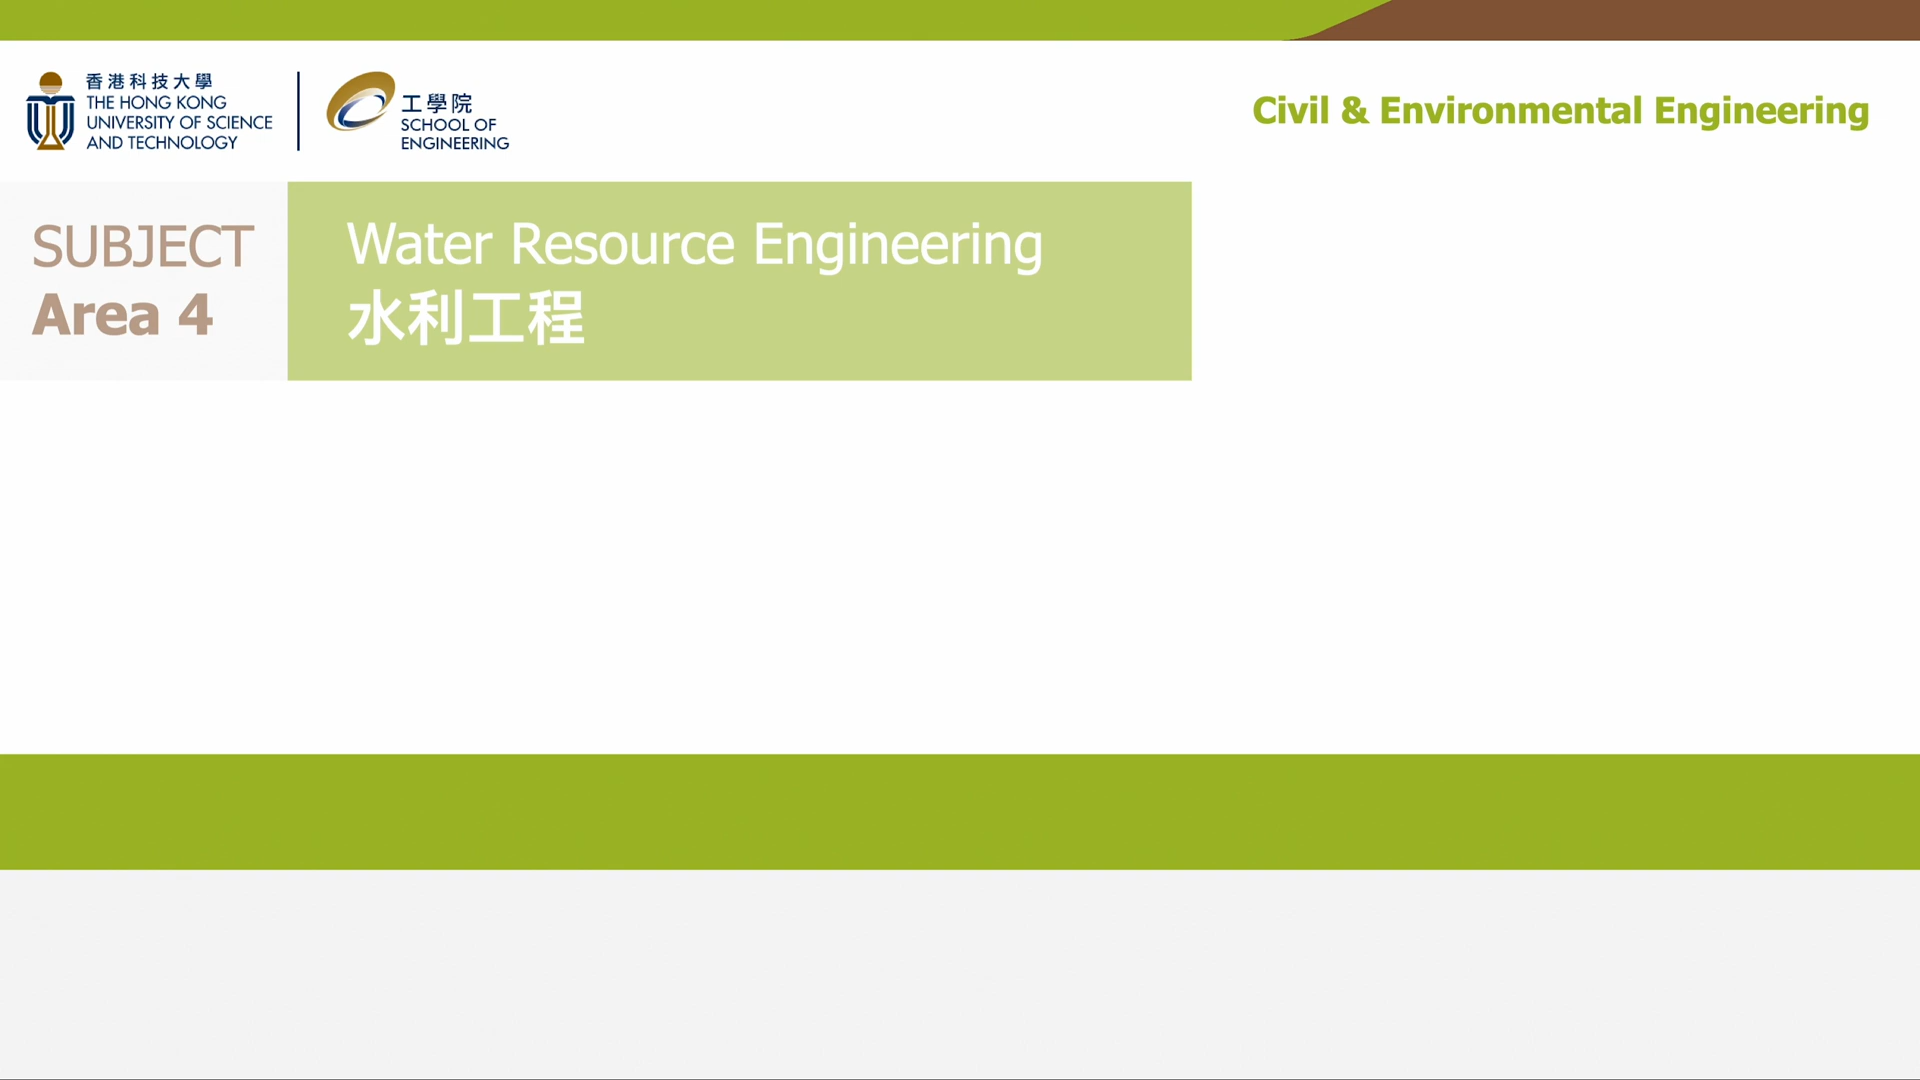 香港科技大學
THE HONG KONG
UNIVERSITY OF SCIENCE
AND TECHNOLOGY
工學院
SCHOOL OF
ENGINEERING
Civil & Environmental Engineering
SUBJECT
Area 4
Water Resource Engineering
水利工程